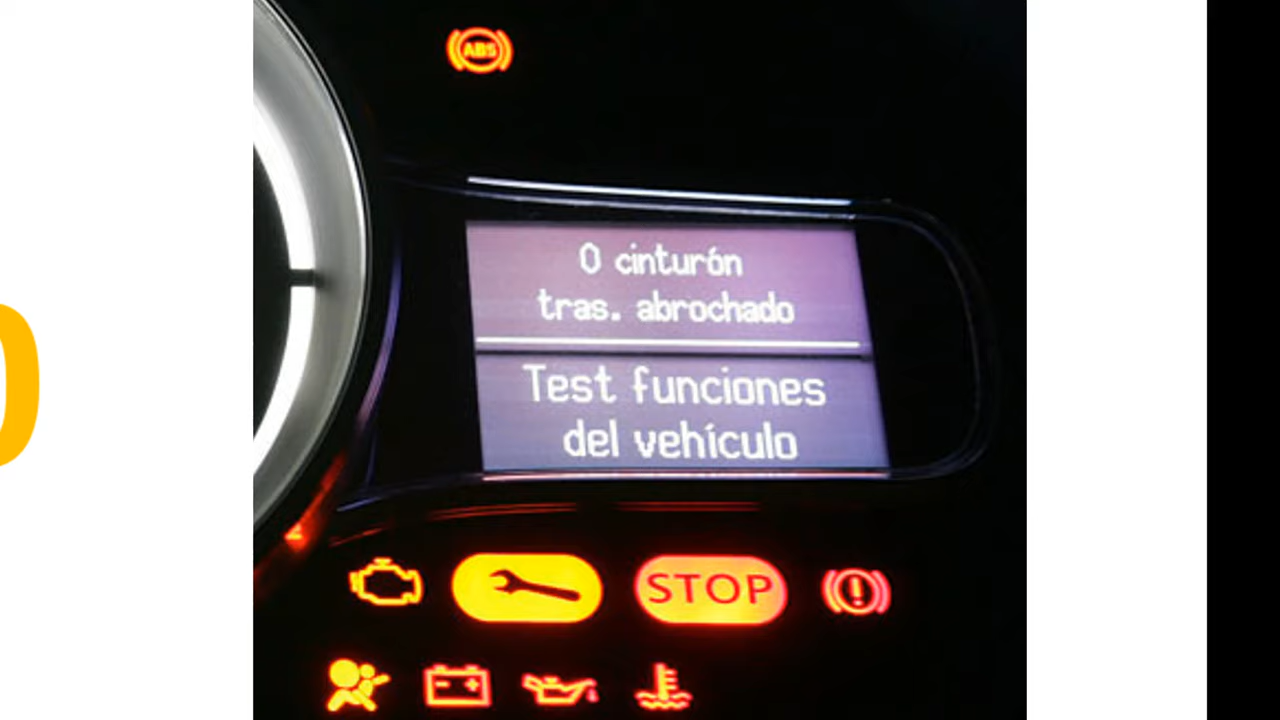 ABS
0 cinturón
tras. abrochado
Test funciones
del vehículo
STOP